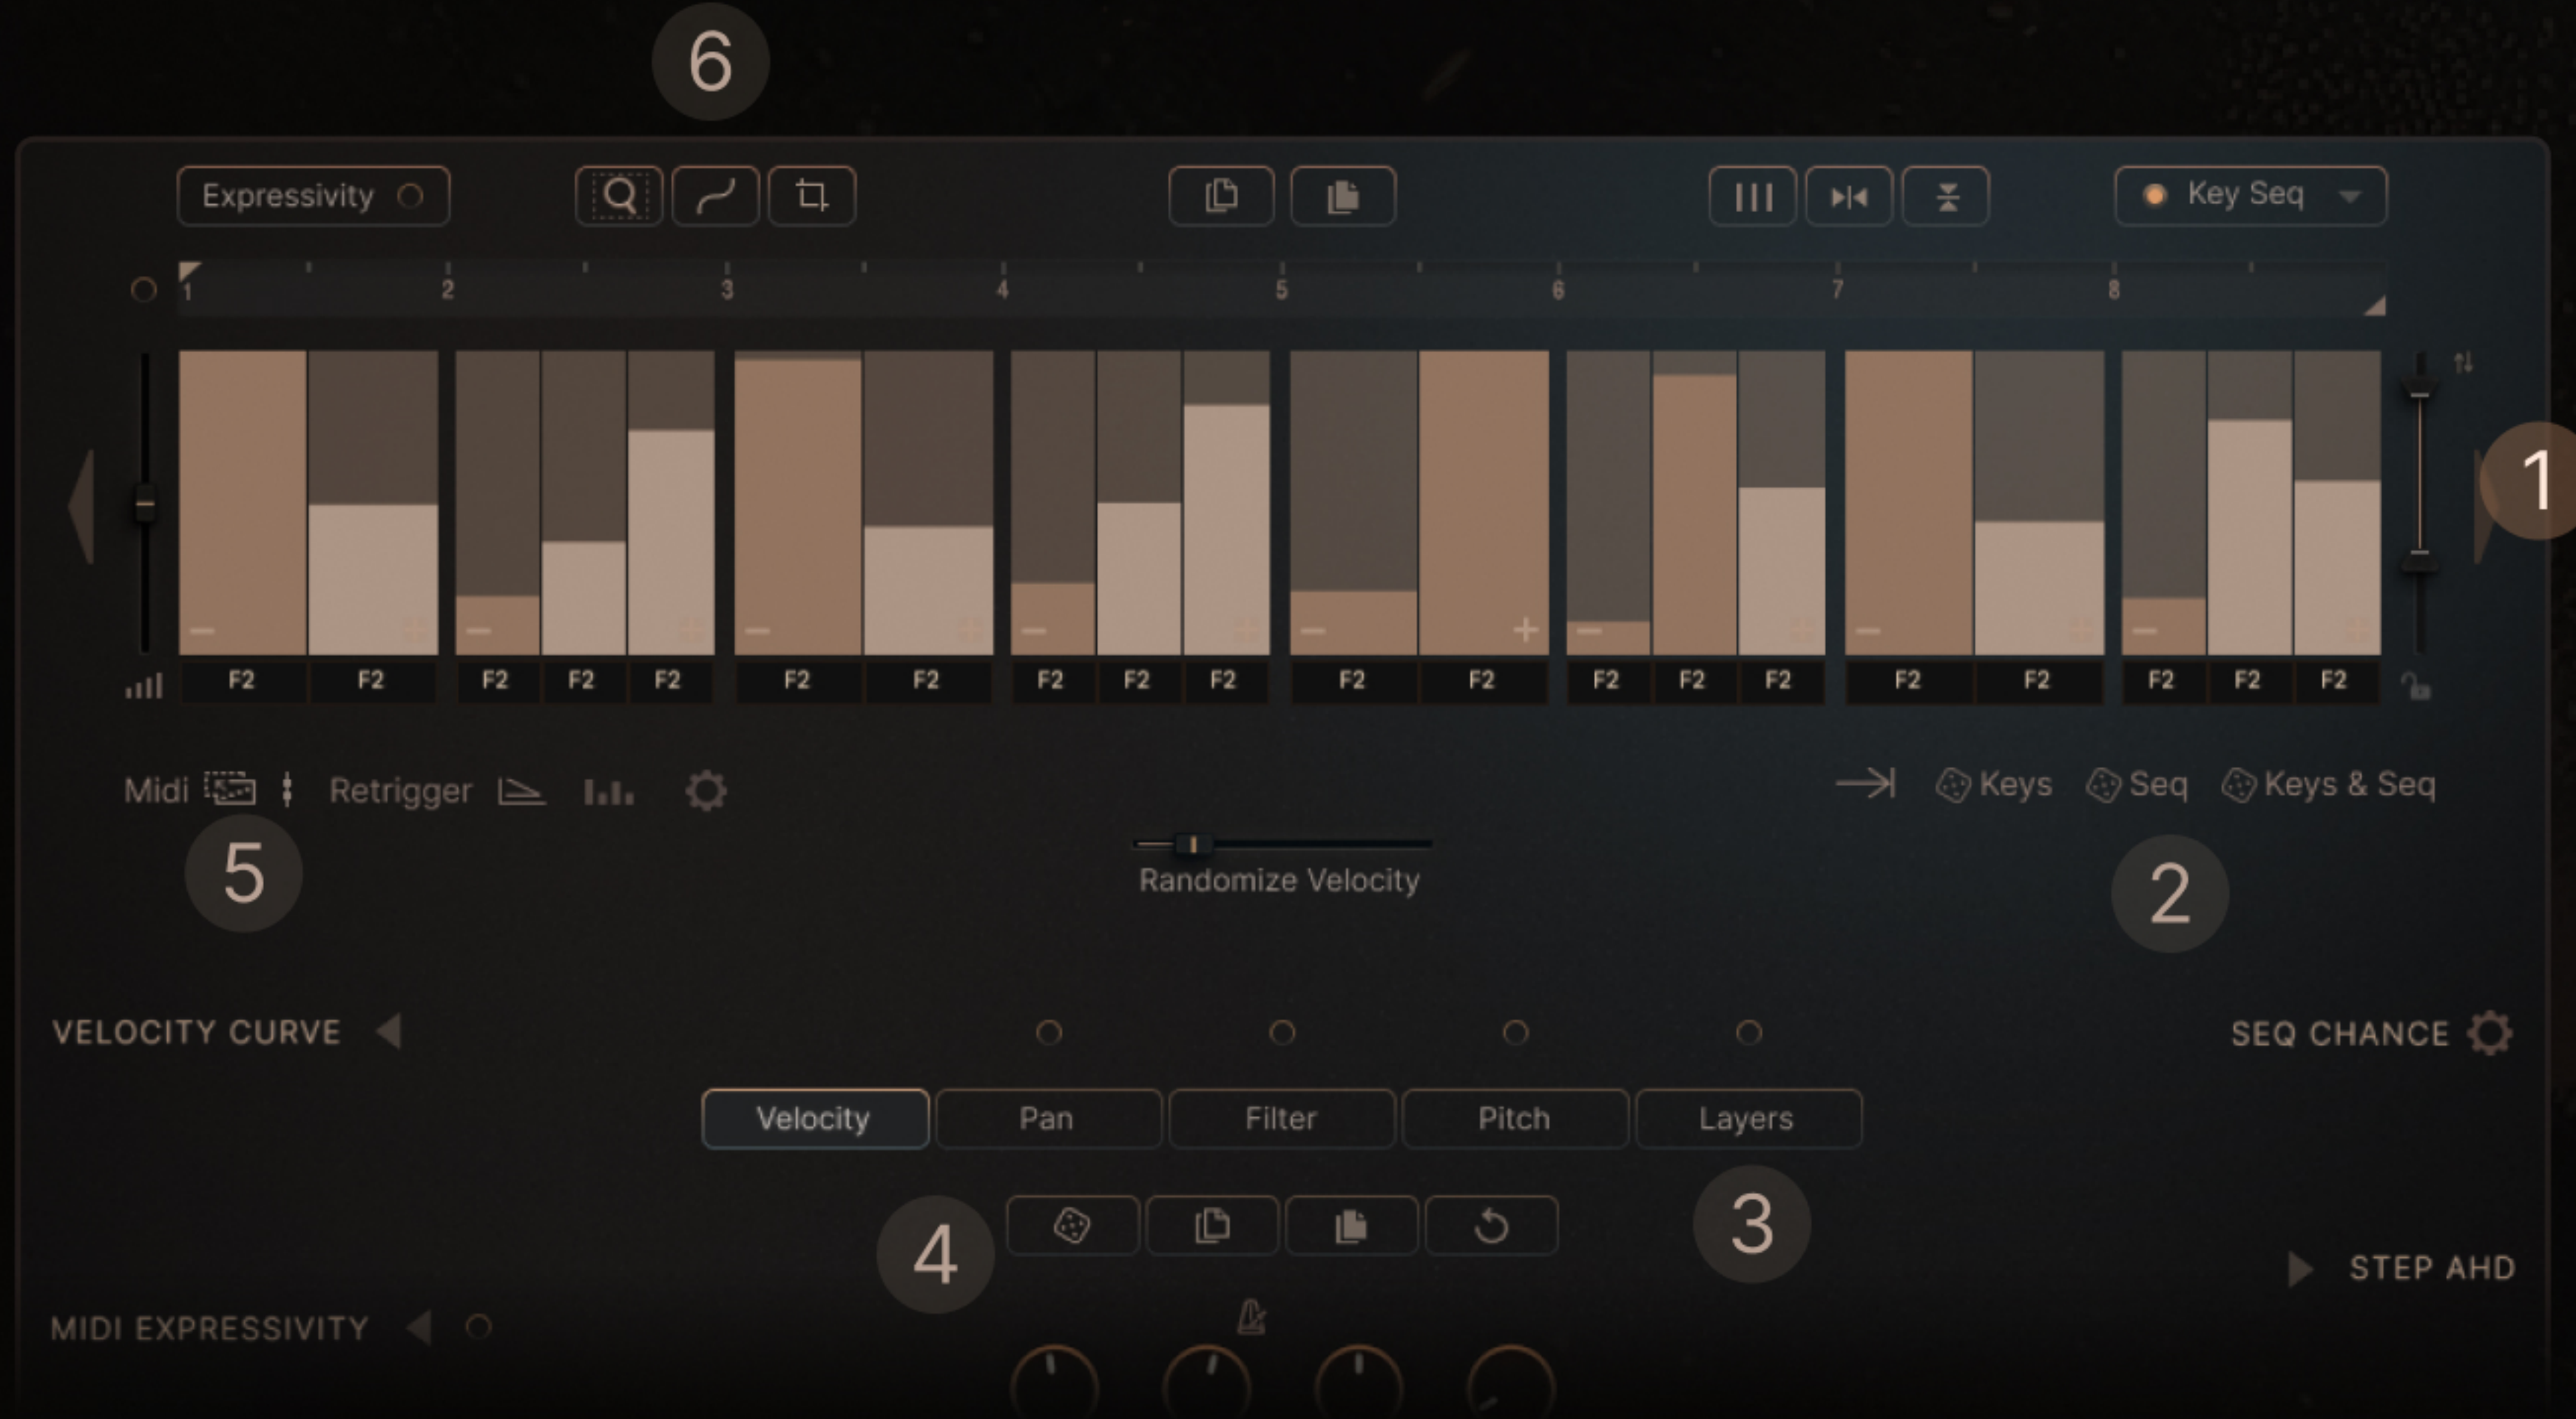 6
Expressivity
Key Seq
1 2 3 4 5 6 7 8
1
F2 F2 F2 F2 F2 F2 F2 F2 F2 F2 F2 F2 F2 F2 F2 F2 F2 F2 F2 F2
Midi Retrigger Keys Seq Keys & Seq
5
Randomize Velocity
2
VELOCITY CURVE SEQ CHANCE
Velocity Pan Filter Pitch Layers
4 3
STEP AHD
MIDI EXPRESSIVITY